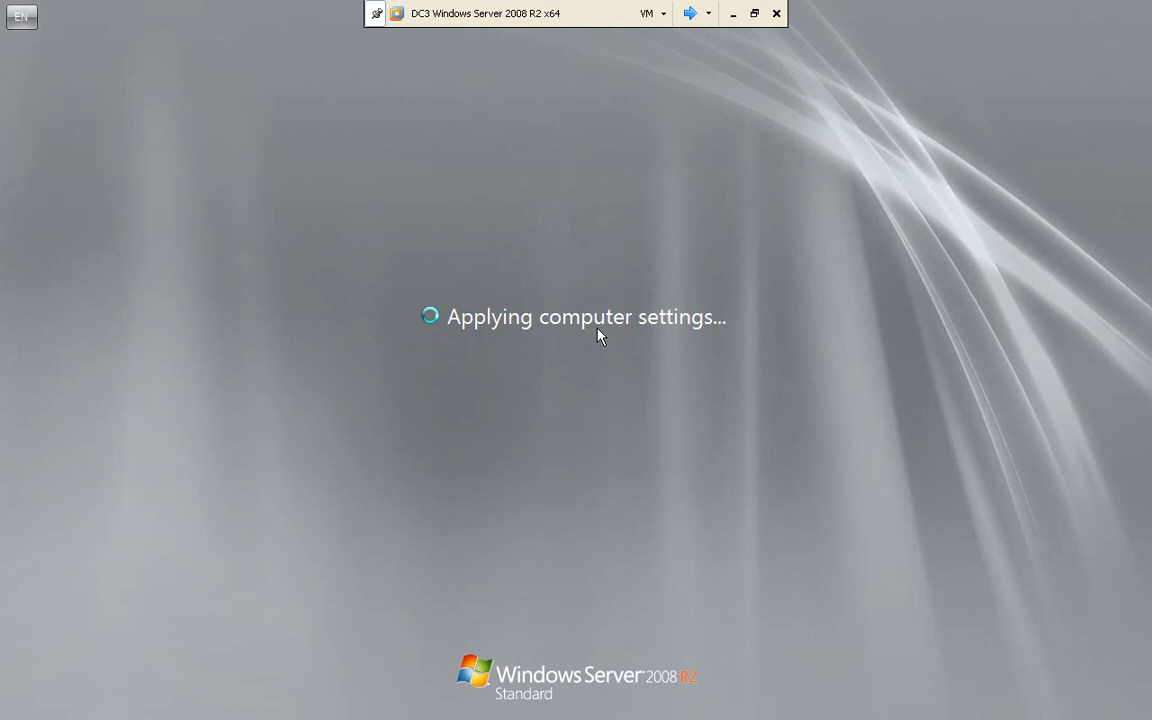 EN
DC3 Windows Server 2008 R2 x64
VM
Applying computer settings...
Windows Server 2008 R2
Standard